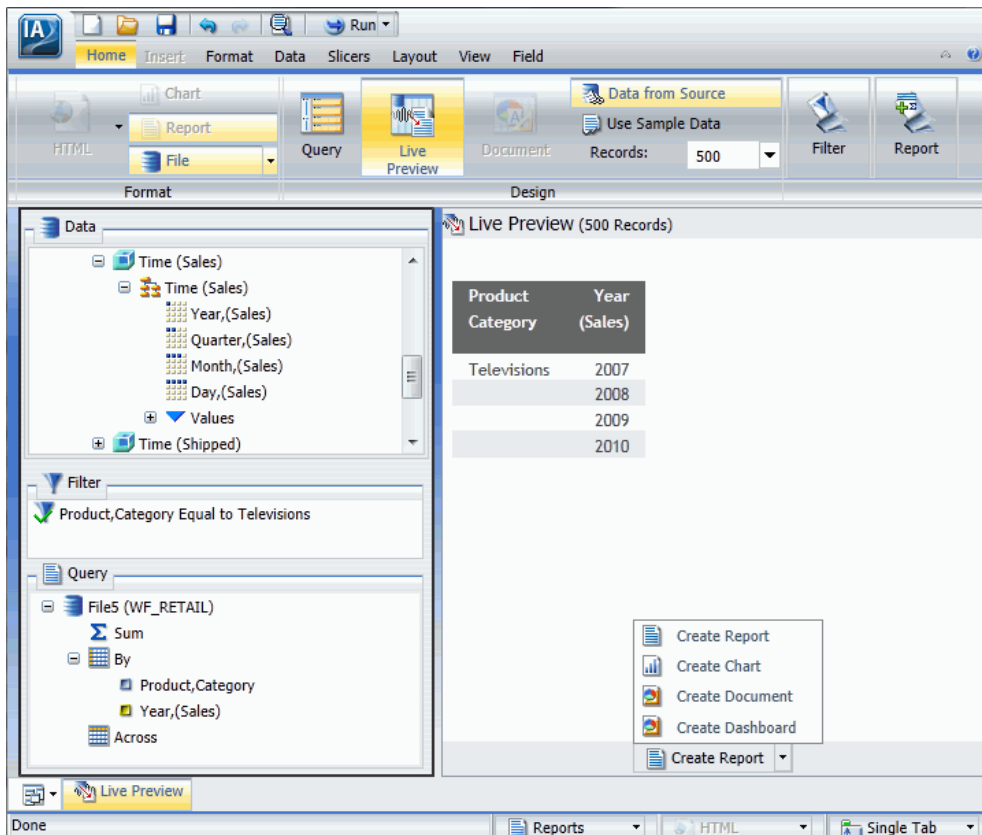 IA
Run
Home Insert Format Data Slicers Layout View Field
HTML
Chart
Report
File
Format
Query
Live
Preview
Document
Data from Source
Use Sample Data
Records: 500
Design
Filter
Report
Data
Time (Sales)
Time (Sales)
Year,(Sales)
Quarter,(Sales)
Month,(Sales)
Day,(Sales)
Values
Time (Shipped)
Filter
Product,Category Equal to Televisions
Query
File5 (WF_RETAIL)
Sum
By
Product,Category
Year,(Sales)
Across
Live Preview (500 Records)
Product Year
Category (Sales)
Televisions 2007
2008
2009
2010
Create Report
Create Chart
Create Document
Create Dashboard
Create Report
Live Preview
Done Reports HTML Single Tab